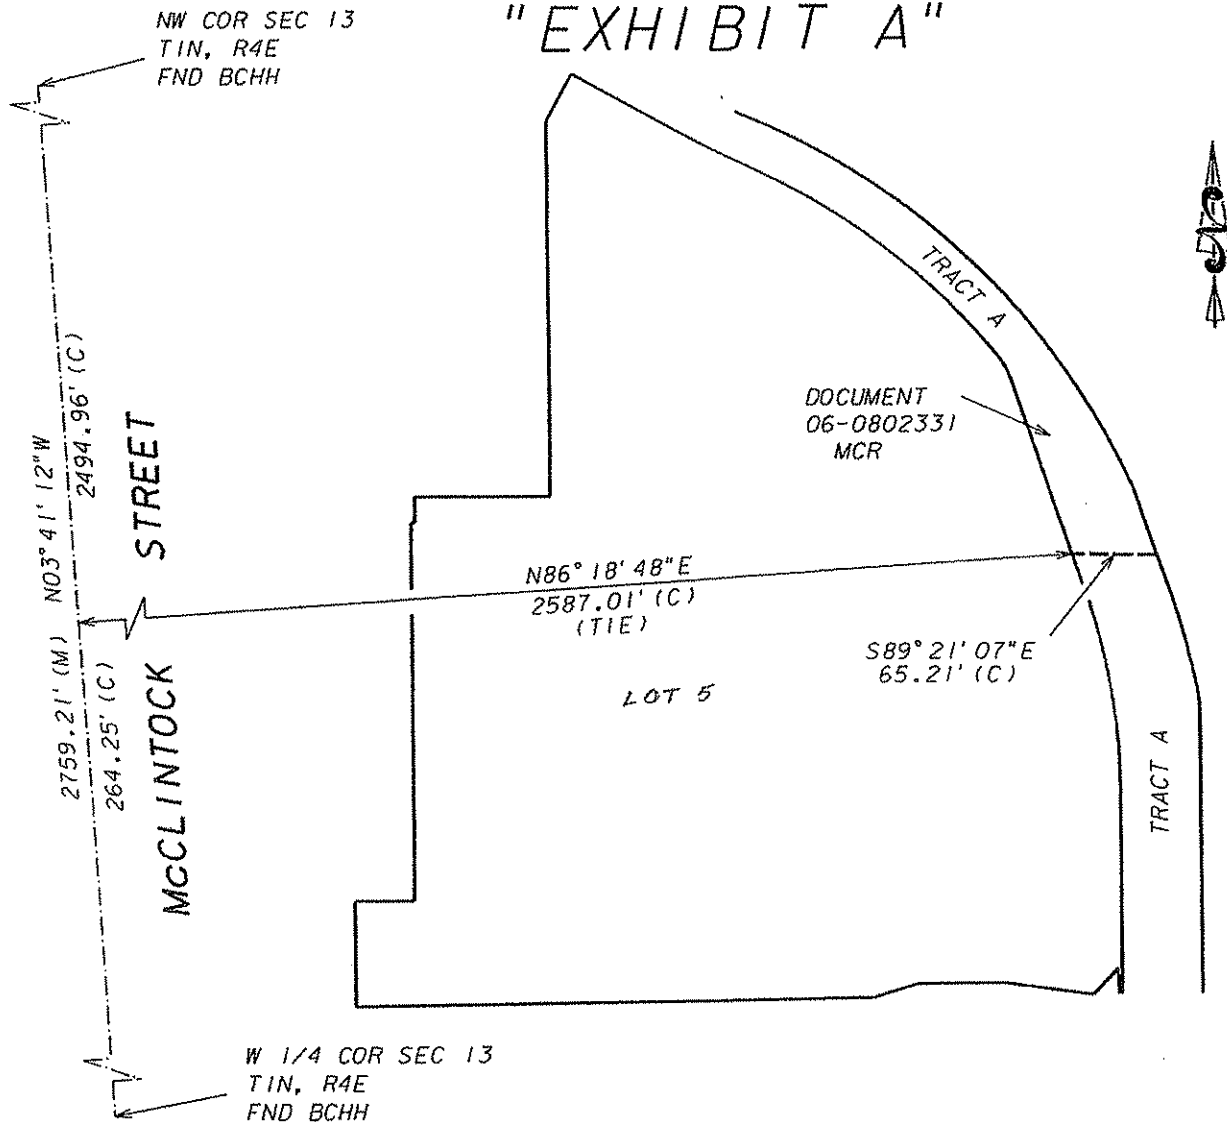 "EXHIBIT A"
NW COR SEC 13
T1N, R4E
FND BCHH
N
TRACT A
DOCUMENT
06-0802331
MCR
2759.21' (M) N03°41'12"W
2494.96' (C)
264.25' (C)
McCLINTOCK STREET
N86°18'48"E
2587.01' (C)
(TIE)
S89°21'07"E
65.21' (C)
LOT 5
TRACT A
W 1/4 COR SEC 13
T1N, R4E
FND BCHH